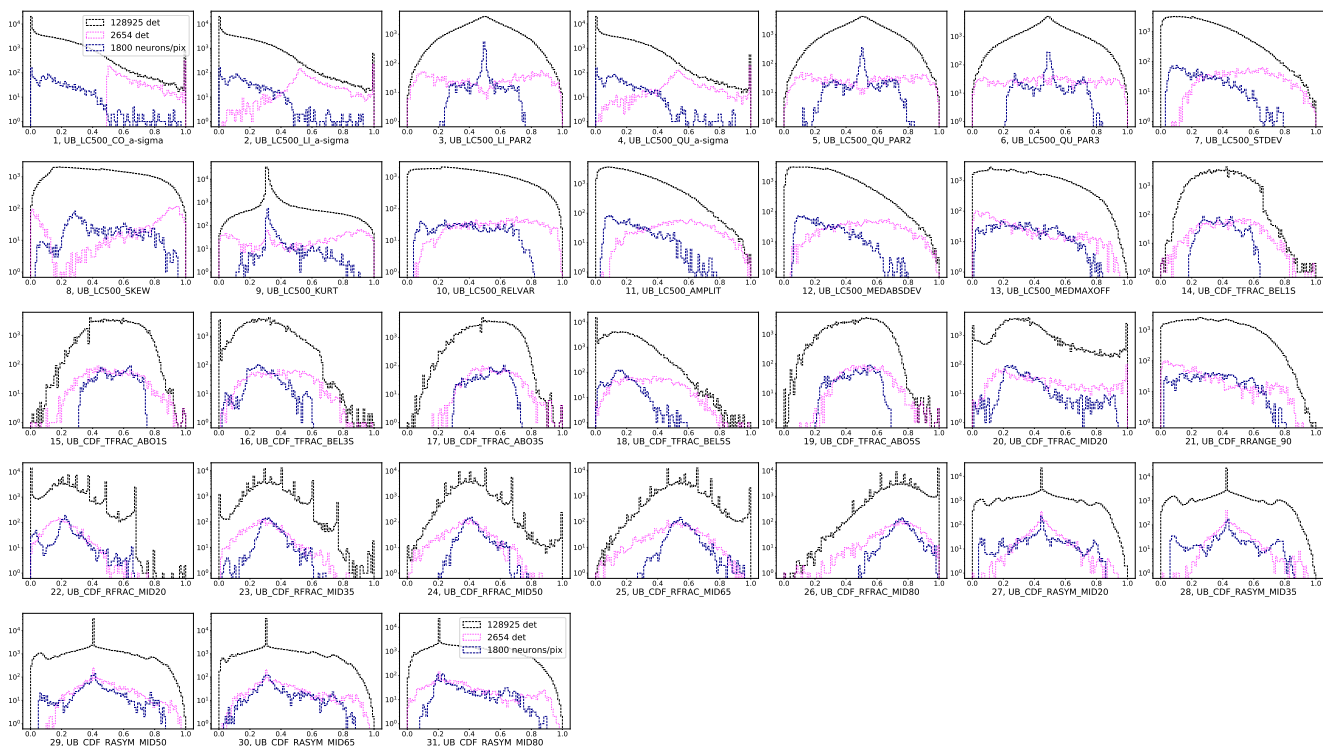 128925 det
2654 det
1800 neurons/pix
1, UB_LC500_CO_a-sigma
2, UB_LC500_LI_a-sigma
3, UB_LC500_LI_PAR2
4, UB_LC500_QU_a-sigma
5, UB_LC500_QU_PAR2
6, UB_LC500_QU_PAR3
7, UB_LC500_STDEV
8, UB_LC500_SKEW
9, UB_LC500_KURT
10, UB_LC500_RELVAR
11, UB_LC500_AMPLIT
12, UB_LC500_MEDABSDEV
13, UB_LC500_MEDMAXOFF
14, UB_CDF_TFRAC_BEL1S
15, UB_CDF_TFRAC_ABO1S
16, UB_CDF_TFRAC_BEL3S
17, UB_CDF_TFRAC_ABO3S
18, UB_CDF_TFRAC_BEL5S
19, UB_CDF_TFRAC_ABO5S
20, UB_CDF_TFRAC_MID20
21, UB_CDF_RRANGE_90
22, UB_CDF_RFRAC_MID20
23, UB_CDF_RFRAC_MID35
24, UB_CDF_RFRAC_MID50
25, UB_CDF_RFRAC_MID65
26, UB_CDF_RFRAC_MID80
27, UB_CDF_RASYM_MID20
28, UB_CDF_RASYM_MID35
128925 det
2654 det
1800 neurons/pix
29, UB_CDF_RASYM_MID50
30, UB_CDF_RASYM_MID65
31, UB_CDF_RASYM_MID80